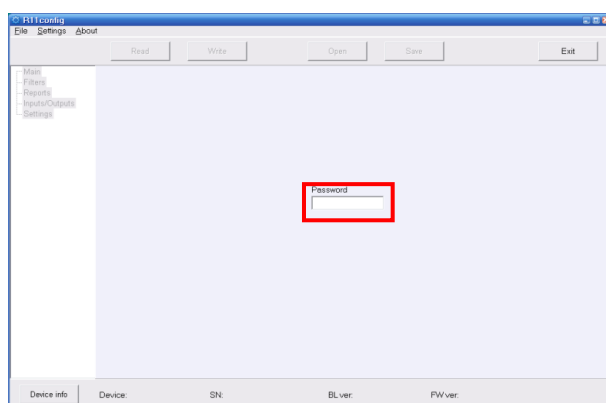 R11config
File Settings About
Read Write Open Save Exit
Main
Filters
Reports
Inputs/Outputs
Settings
Password
Device info Device: SN: BL ver: FW ver: